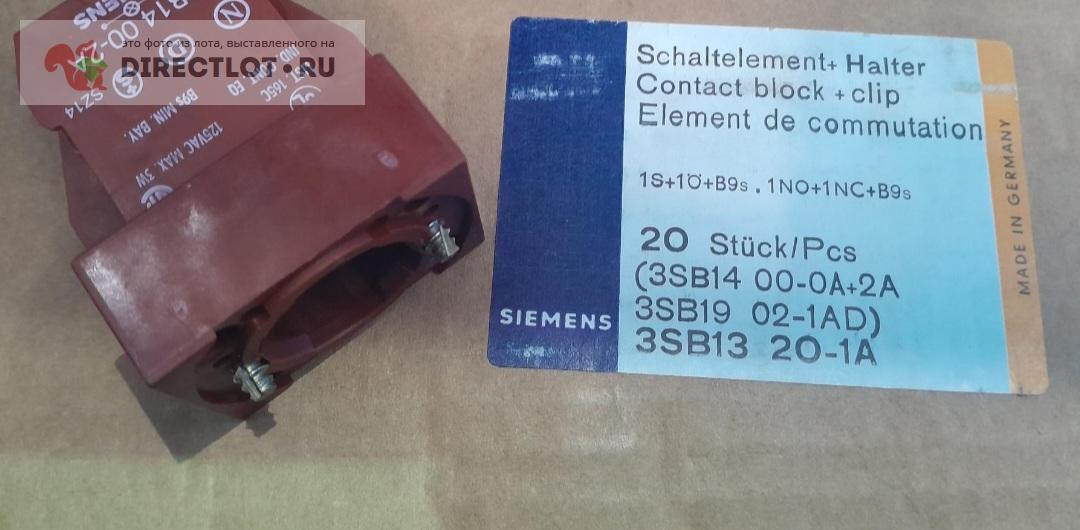 это фото из лота, выставленного на
DIRECTLOT.RU
B9s MIN. BAY.
125VAC MAX. 3W
SZ14
Schaltelement+ Halter
Contact block + clip
Element de commutation
1S+1Ö+B9s . 1NO+1NC+B9s
20 Stück/Pcs
(3SB14 00-0A+2A
3SB19 02-1AD)
3SB13 20-1A
SIEMENS
MADE IN GERMANY